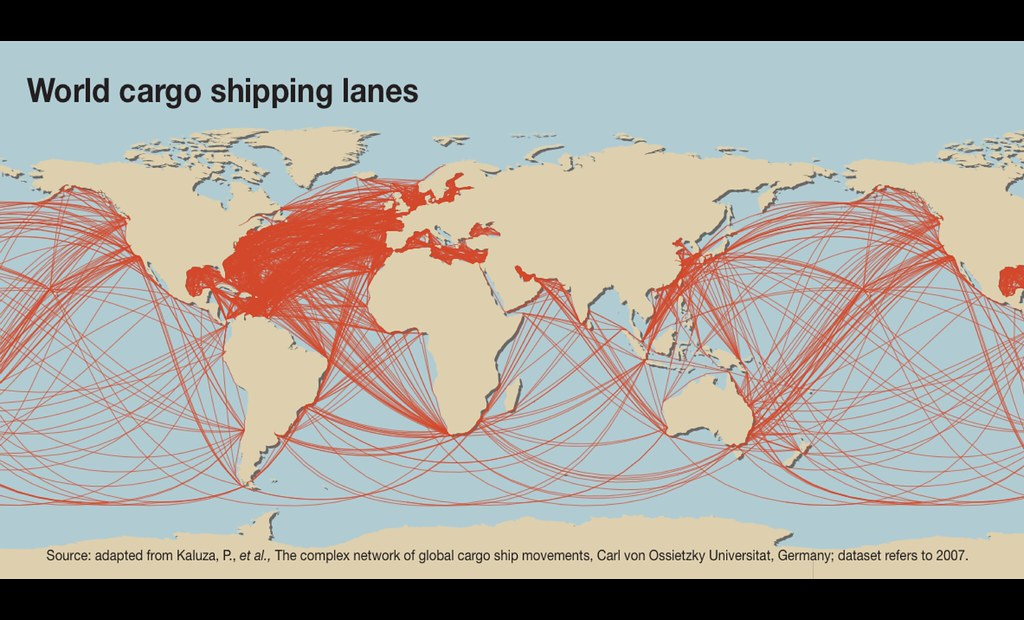 World cargo shipping lanes
Source: adapted from Kaluza, P., et al., The complex network of global cargo ship movements, Carl von Ossietzky Universitat, Germany; dataset refers to 2007.